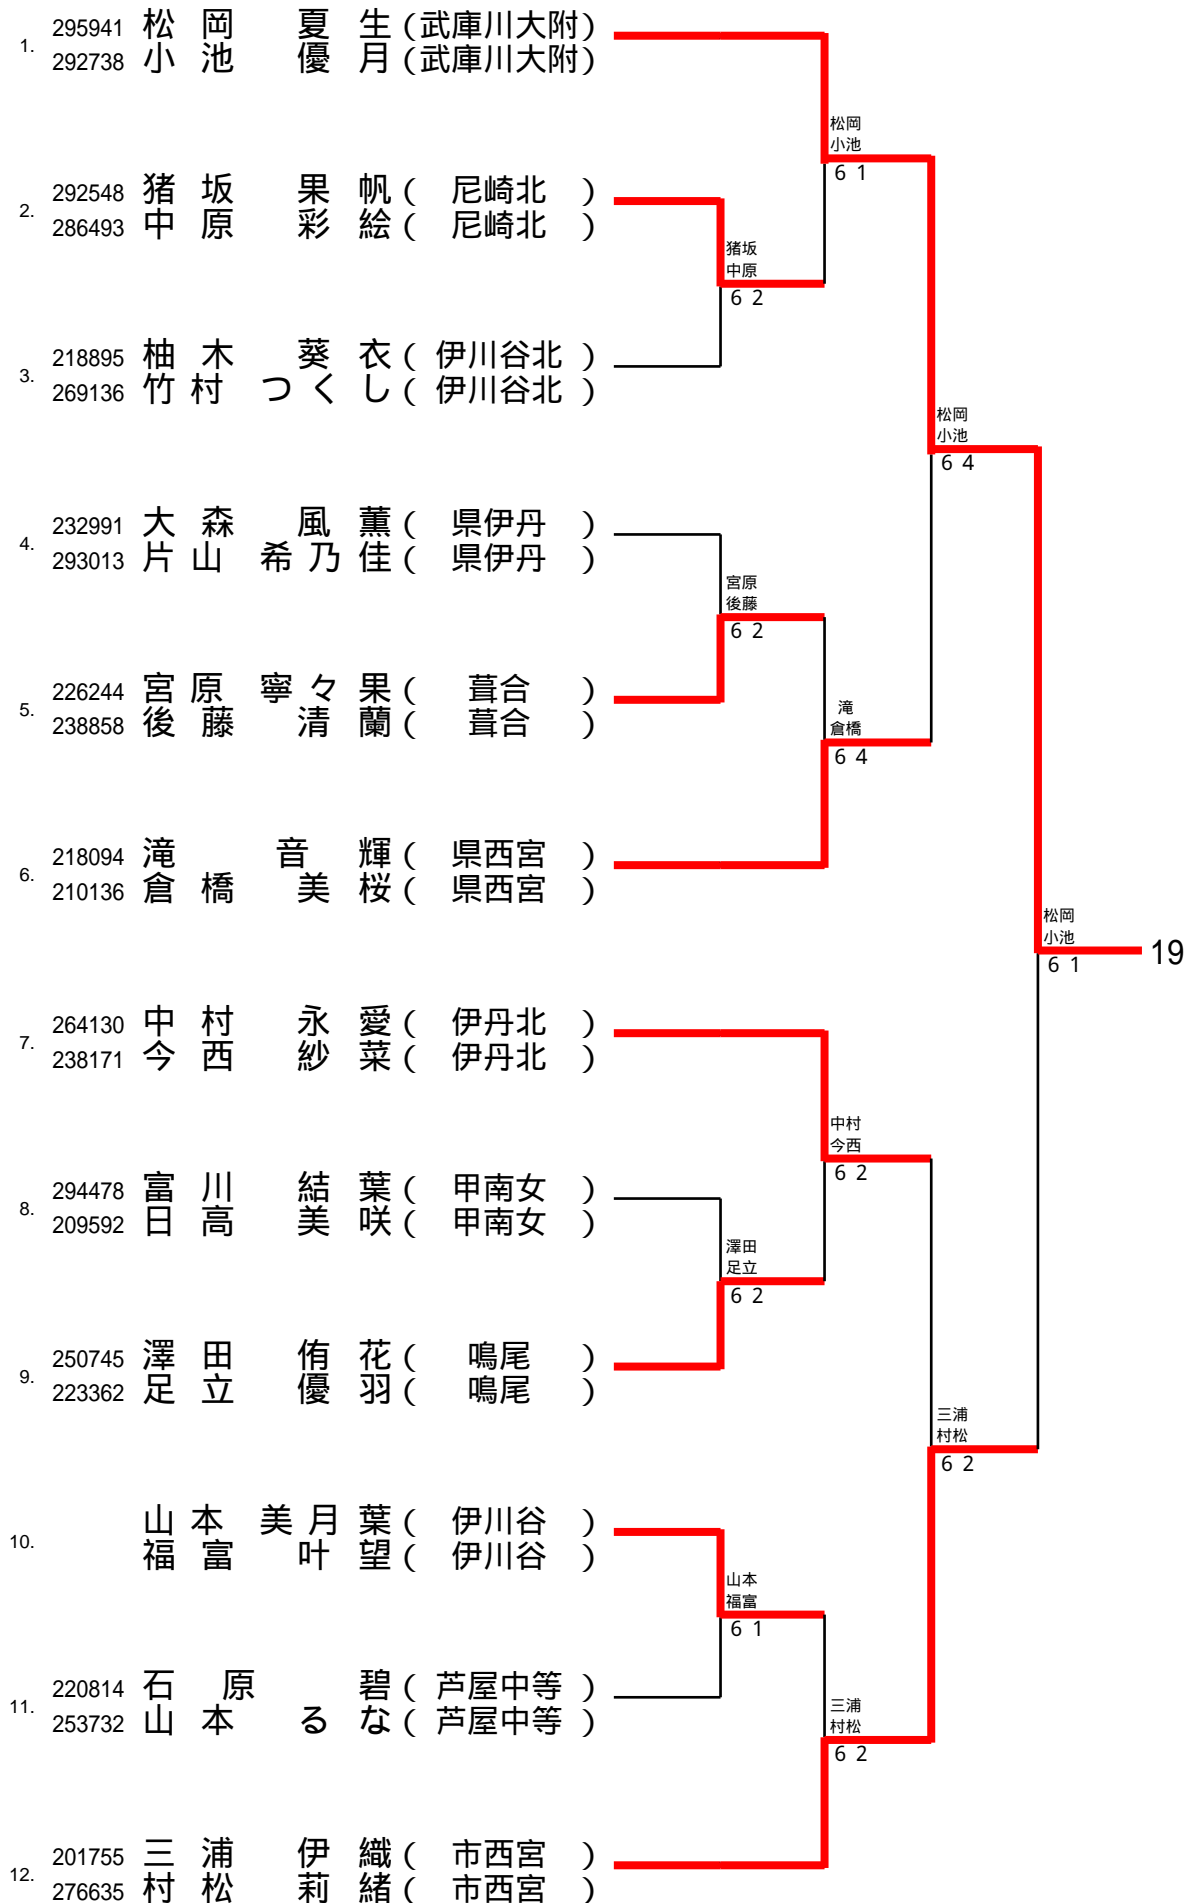 1. 295941 松岡 夏生 (武庫川大附)
292738 小池 優月 (武庫川大附)
2. 292548 猪坂 果帆 ( 尼崎北 )
286493 中原 彩絵 ( 尼崎北 )
3. 218895 柚木 葵衣 ( 伊川谷北 )
269136 竹村 つくし ( 伊川谷北 )
4. 232991 大森 風薫 ( 県伊丹 )
293013 片山 希乃佳 ( 県伊丹 )
5. 226244 宮原 寧々果 ( 葺合 )
238858 後藤 清蘭 ( 葺合 )
6. 218094 滝 音輝 ( 県西宮 )
210136 倉橋 美桜 ( 県西宮 )
7. 264130 中村 永愛 ( 伊丹北 )
238171 今西 紗菜 ( 伊丹北 )
8. 294478 富川 結葉 ( 甲南女 )
209592 日高 美咲 ( 甲南女 )
9. 250745 澤田 侑花 ( 鳴尾 )
223362 足立 優羽 ( 鳴尾 )
10. 山本 美月葉 ( 伊川谷 )
福富 叶望 ( 伊川谷 )
11. 220814 石原 碧 ( 芦屋中等 )
253732 山本 るな ( 芦屋中等 )
12. 201755 三浦 伊織 ( 市西宮 )
276635 村松 莉緒 ( 市西宮 )
猪坂
中原
6 2
宮原
後藤
6 2
澤田
足立
6 2
山本
福富
6 1
松岡
小池
6 1
滝
倉橋
6 4
中村
今西
6 2
三浦
村松
6 2
松岡
小池
6 4
三浦
村松
6 2
松岡
小池
6 1
19